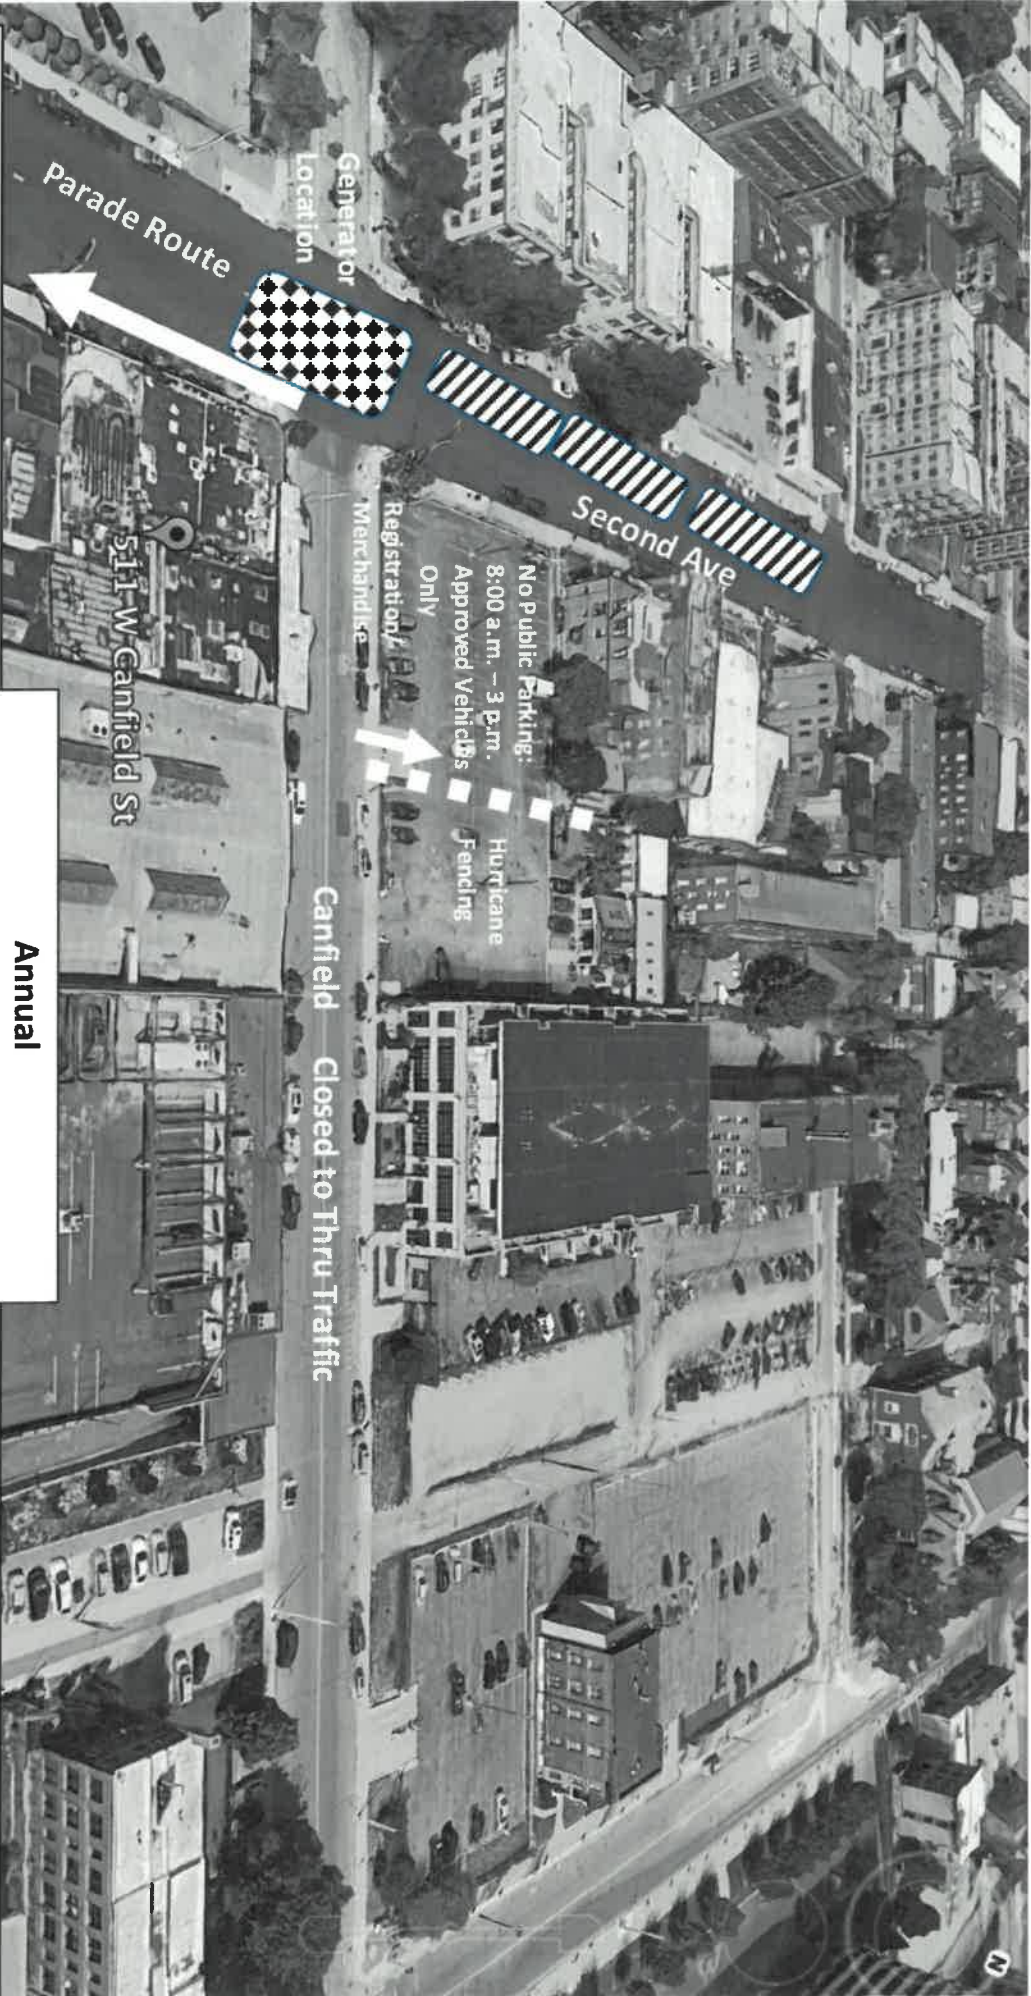 N
Second Ave
No Public Parking:
8:00 a.m. – 3 p.m.
Approved Vehicles
Only
Hurricane
Fencing
Registration/
Merchandise
Generator
Location
Canfield    Closed to Thru Traffic
Parade Route
511 W Canfield St
Annual